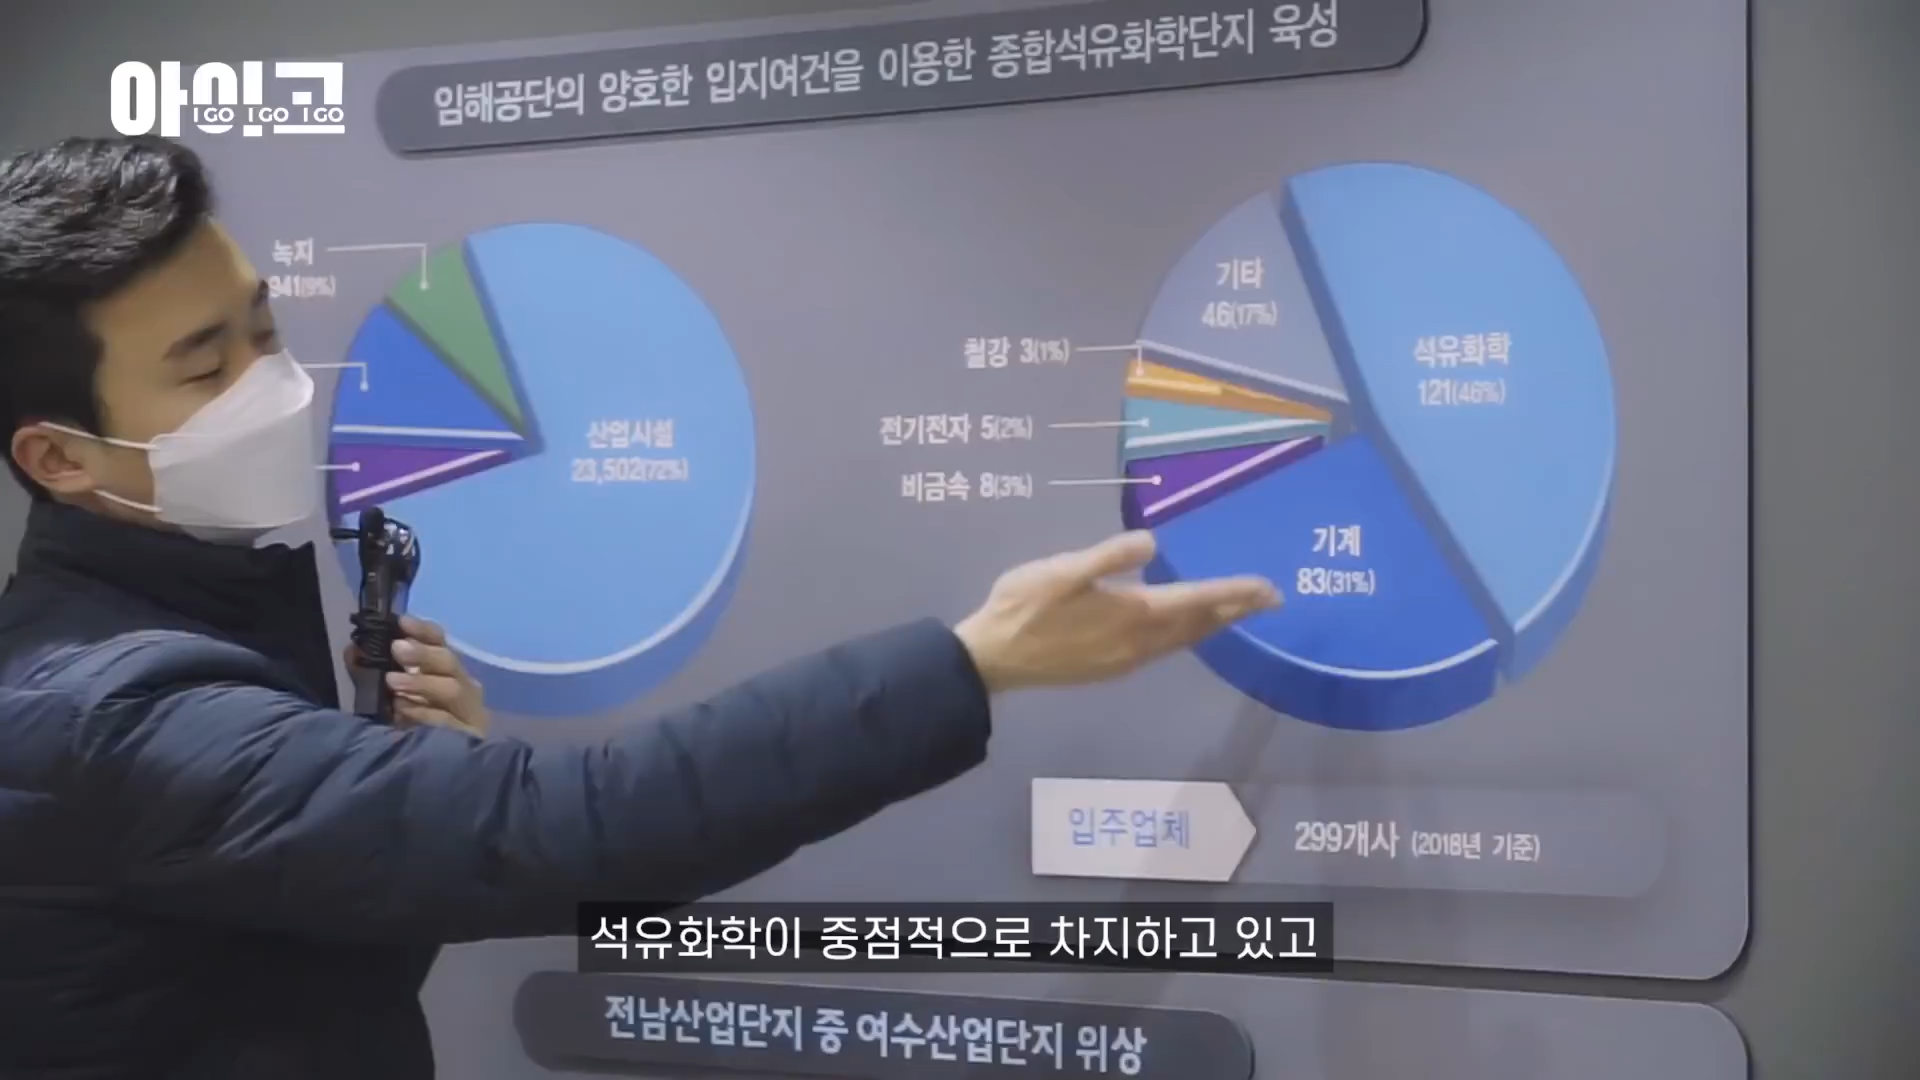 아이고
I GO I GO I GO
임해공단의 양호한 입지여건을 이용한 종합석유화학단지 육성
녹지
941(9%)
산업시설
23,502(72%)
기타
46(17%)
석유화학
121(46%)
철강 3(1%)
전기전자 5(2%)
비금속 8(3%)
기계
83(31%)
입주업체
299개사 (2018년 기준)
석유화학이 중점적으로 차지하고 있고
전남산업단지 중 여수산업단지 위상